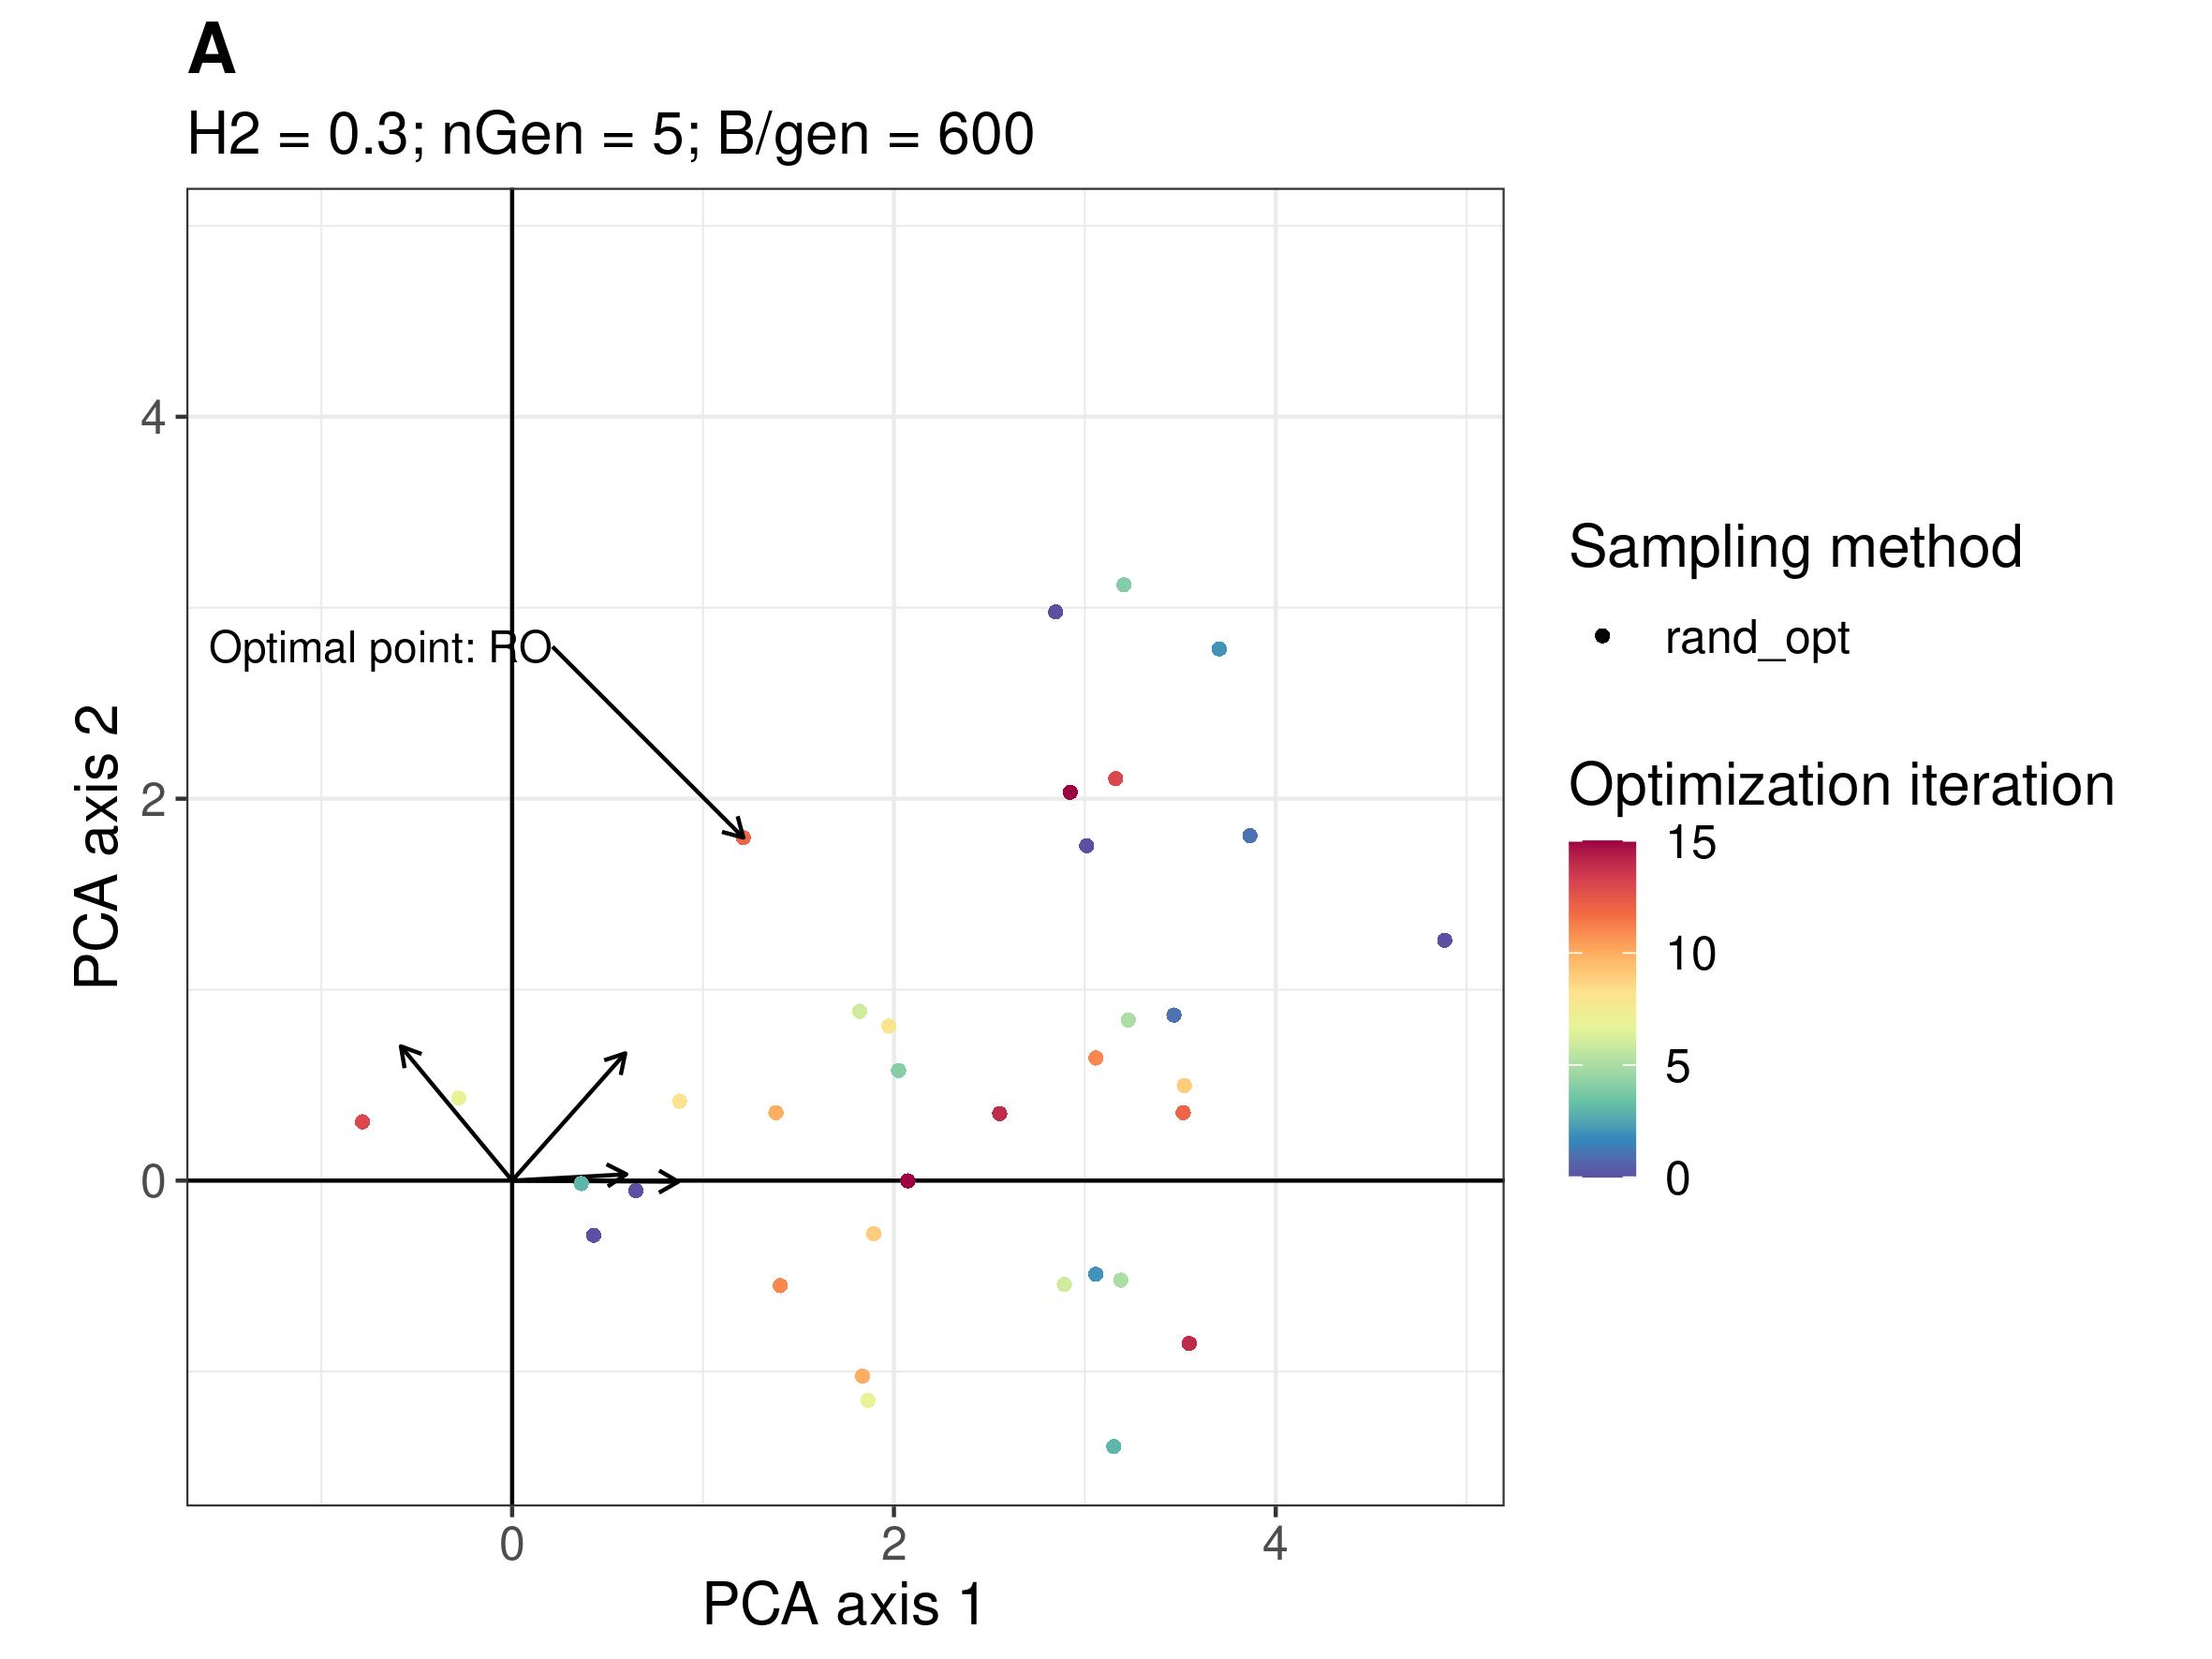 A
H2 = 0.3; nGen = 5; B/gen = 600
PCA axis 2
4
2
0
Optimal point: RO
0
2
4
PCA axis 1
Sampling method
rand_opt
Optimization iteration
15
10
5
0